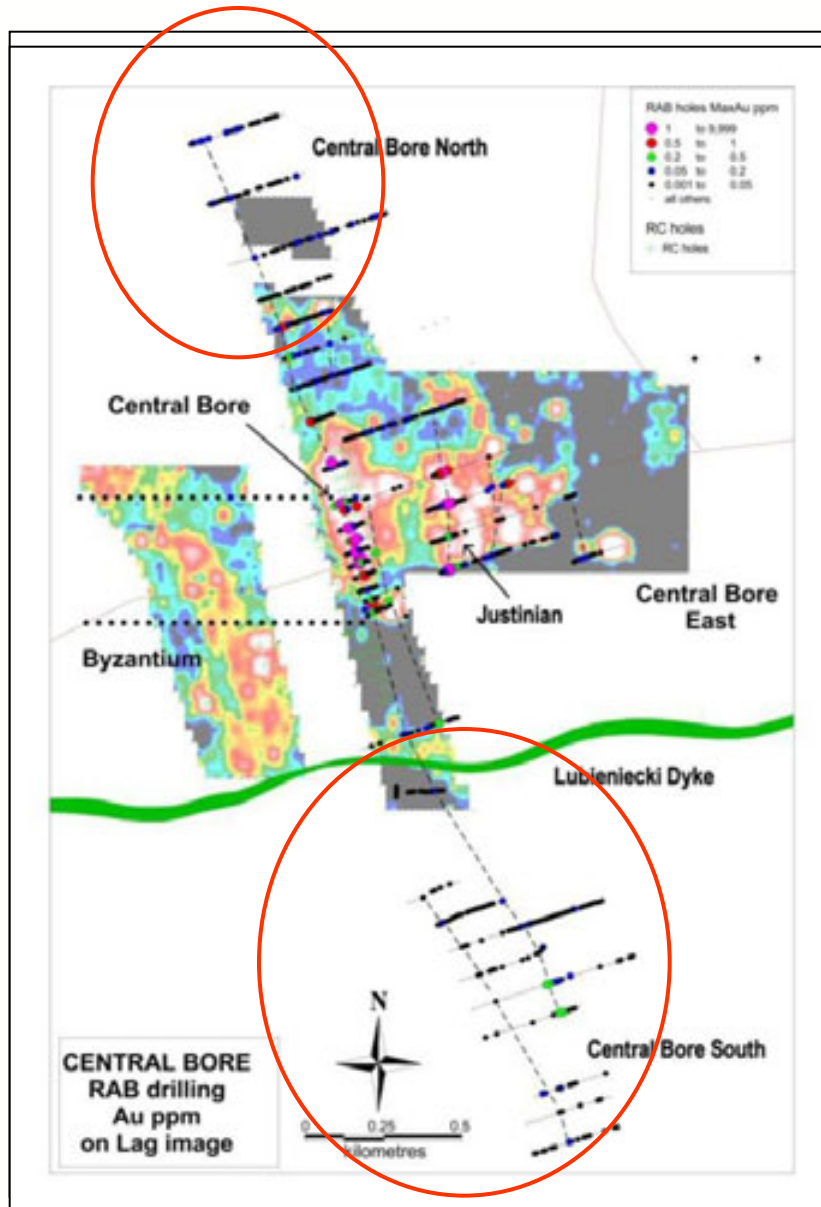 RAB holes MaxAu ppm
1 to 9,999
0.5 to 1
0.2 to 0.5
0.05 to 0.2
0.001 to 0.05
all others
RC holes
RC holes
Central Bore North
Central Bore
Justinian
Central Bore
East
Byzantium
Lubieniecki Dyke
N
Central Bore South
CENTRAL BORE
RAB drilling
Au ppm
on Lag image
0 0.25 0.5
kilometres